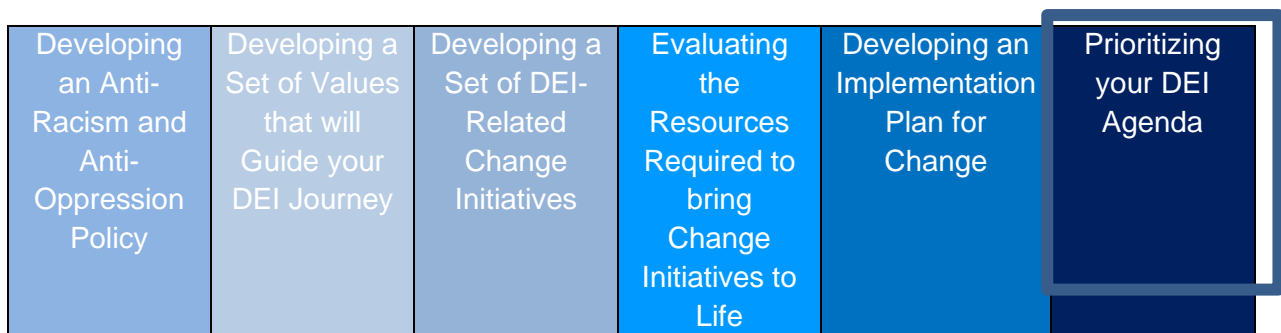 Developing
an Anti-
Racism and
Anti-
Oppression
Policy
Developing a
Set of Values
that will
Guide your
DEI Journey
Developing a
Set of DEI-
Related
Change
Initiatives
Evaluating
the
Resources
Required to
bring
Change
Initiatives to
Life
Developing an
Implementation
Plan for
Change
Prioritizing
your DEI
Agenda